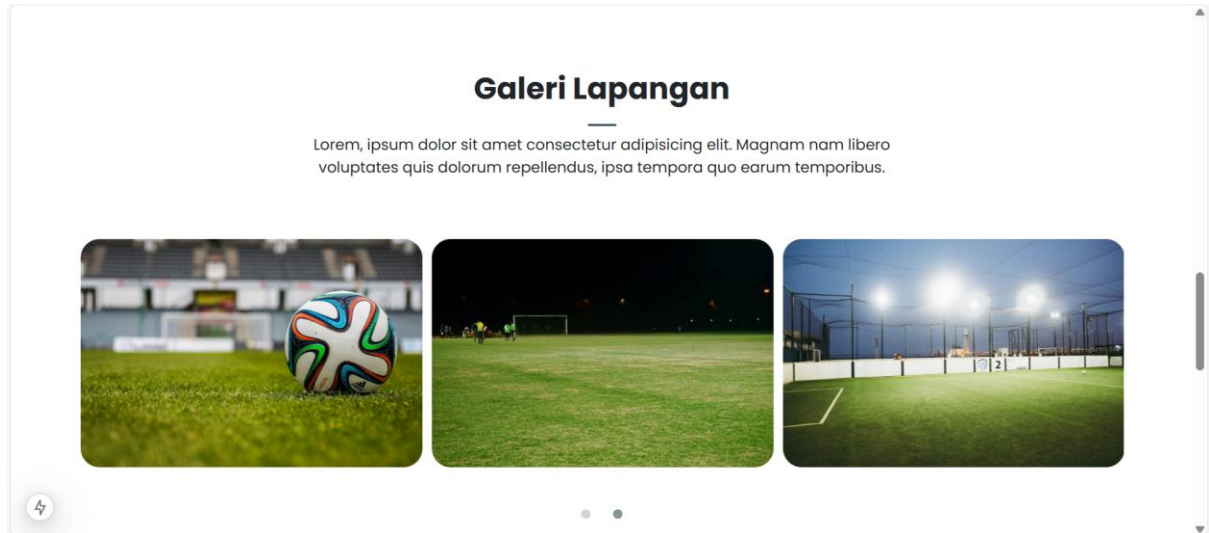 Galeri Lapangan
Lorem, ipsum dolor sit amet consectetur adipisicing elit. Magnam nam libero
voluptates quis dolorum repellendus, ipsa tempora quo earum temporibus.
2